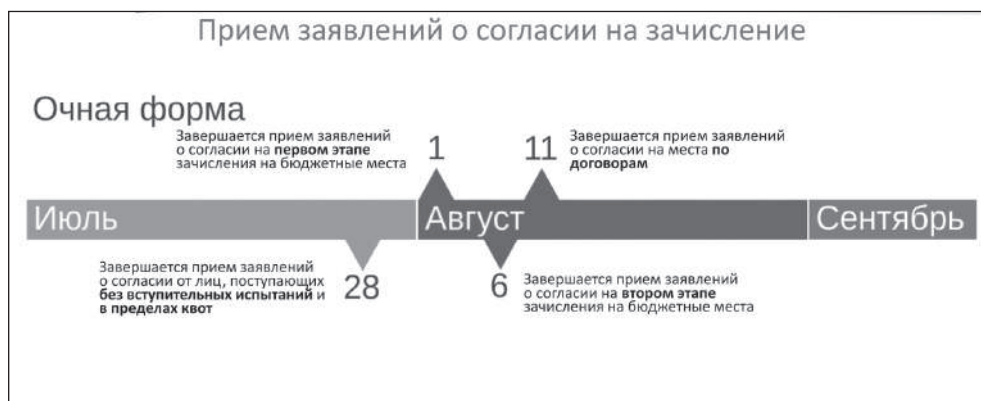 Прием заявлений о согласии на зачисление
Очная форма
Завершается прием заявлений
о согласии на первом этапе
зачисления на бюджетные места
1
11
Завершается прием заявлений
о согласии на места по
договорам
Июль
Август
Сентябрь
Завершается прием заявлений
о согласии от лиц, поступающих
без вступительных испытаний и
в пределах квот
28
6
Завершается прием заявлений
о согласии на втором этапе
зачисления на бюджетные места